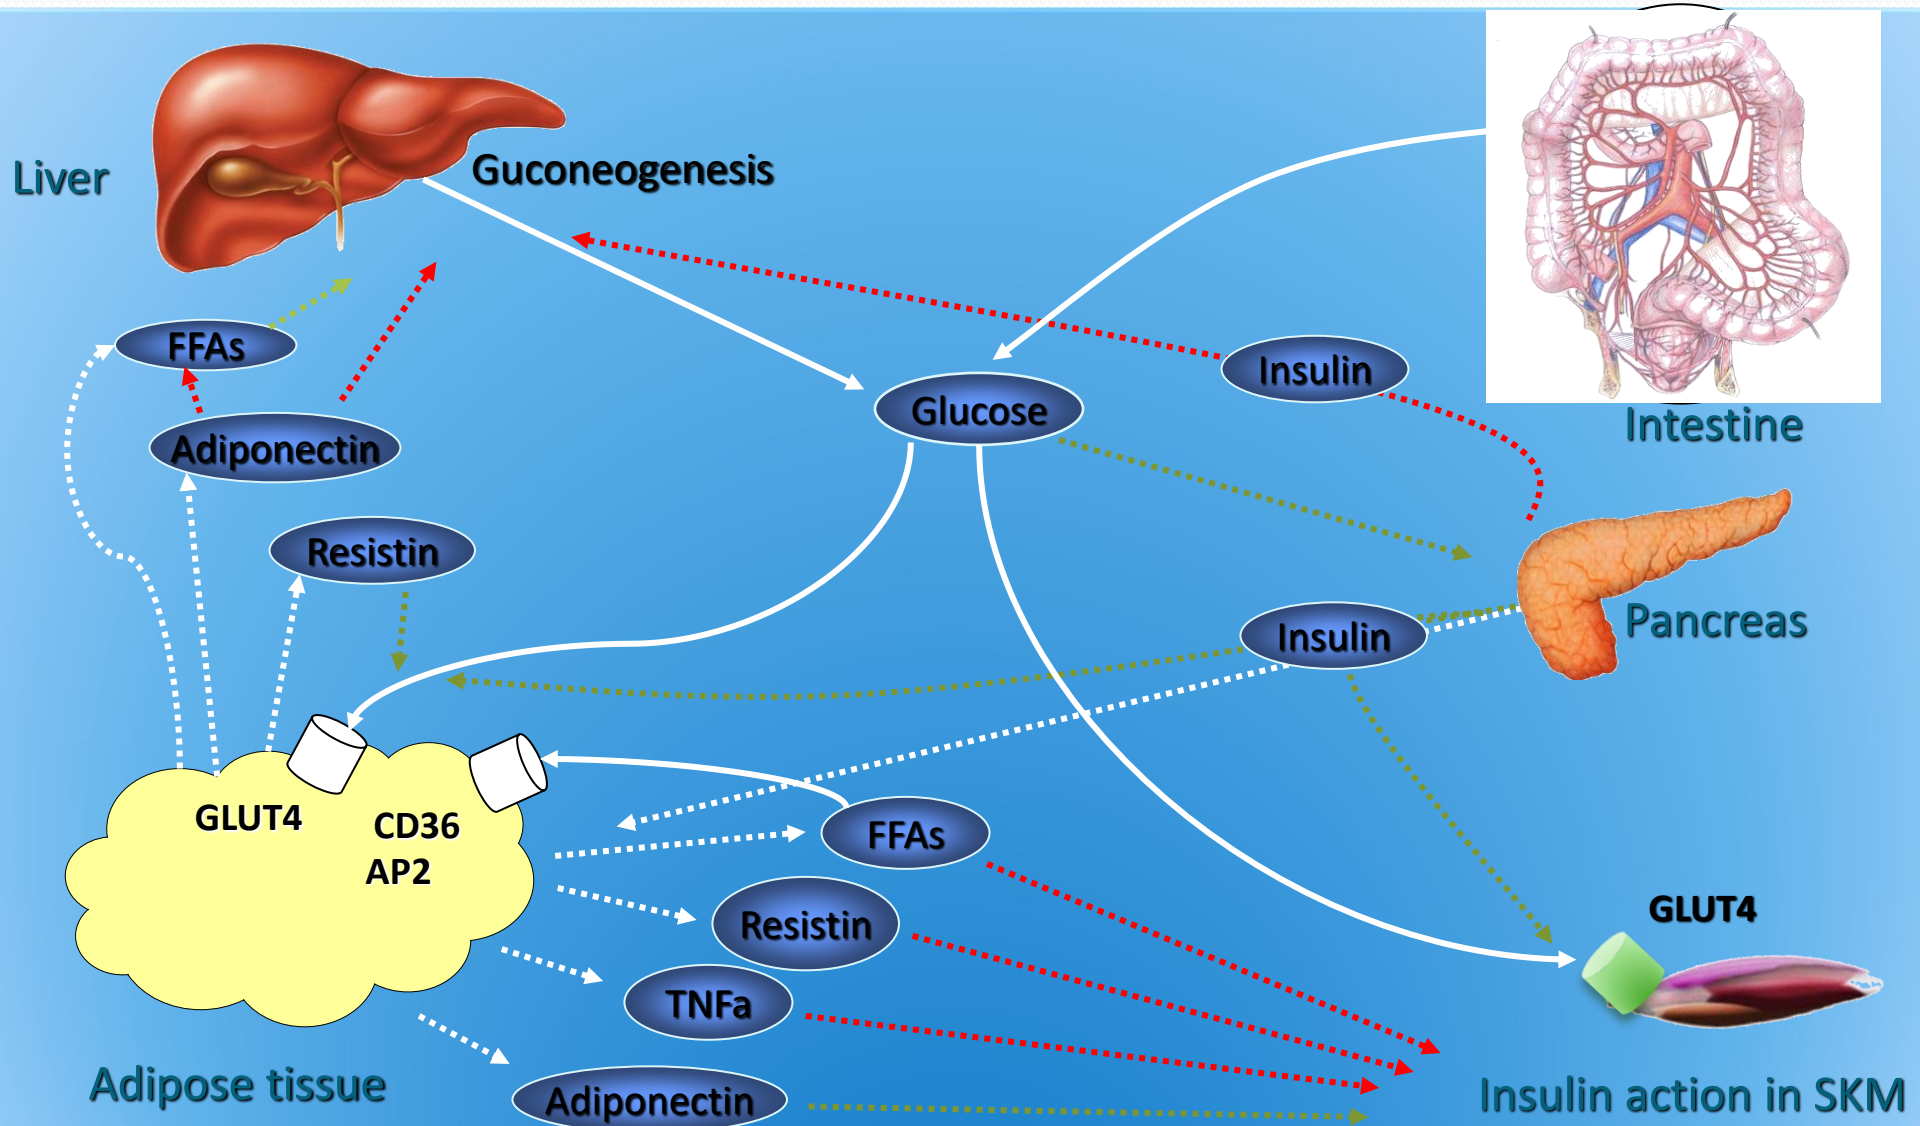 Liver
Guconeogenesis
FFAs
Insulin
Glucose
Intestine
Adiponectin
Resistin
Pancreas
Insulin
GLUT4
CD36
AP2
FFAs
GLUT4
Resistin
TNFa
Adipose tissue
Adiponectin
Insulin action in SKM